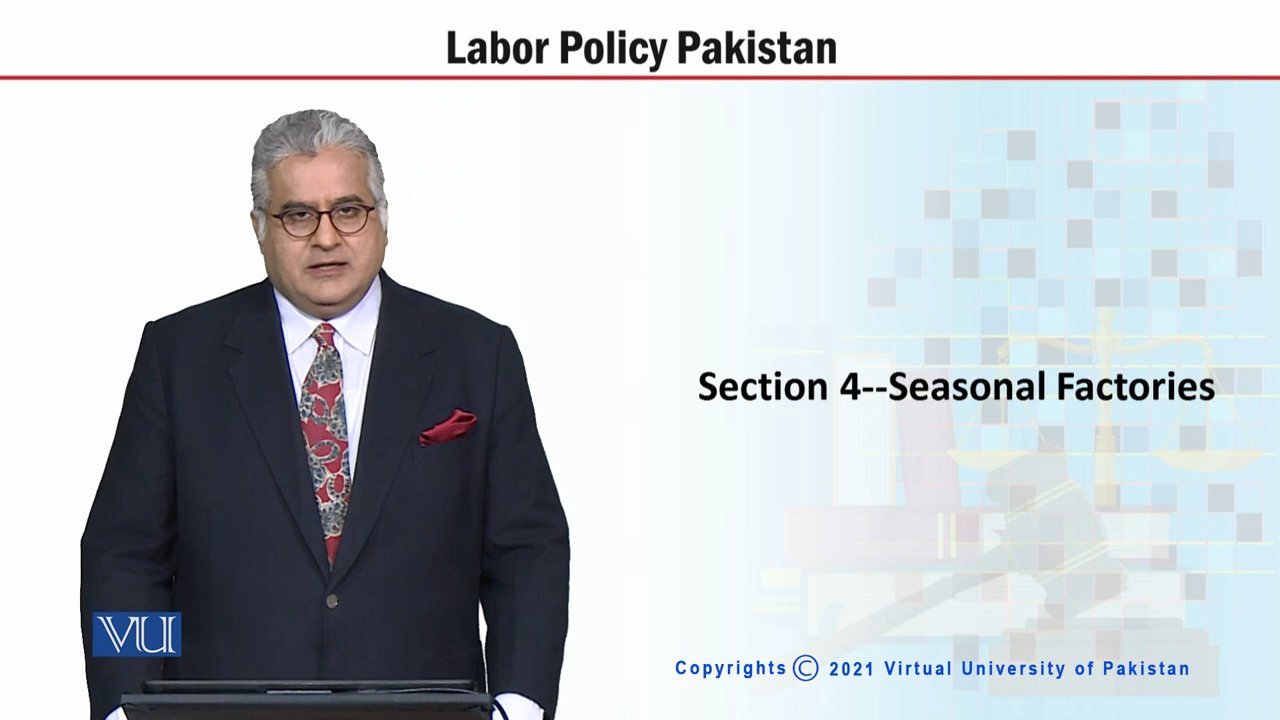 Labor Policy Pakistan
Section 4--Seasonal Factories
VU
Copyrights © 2021 Virtual University of Pakistan